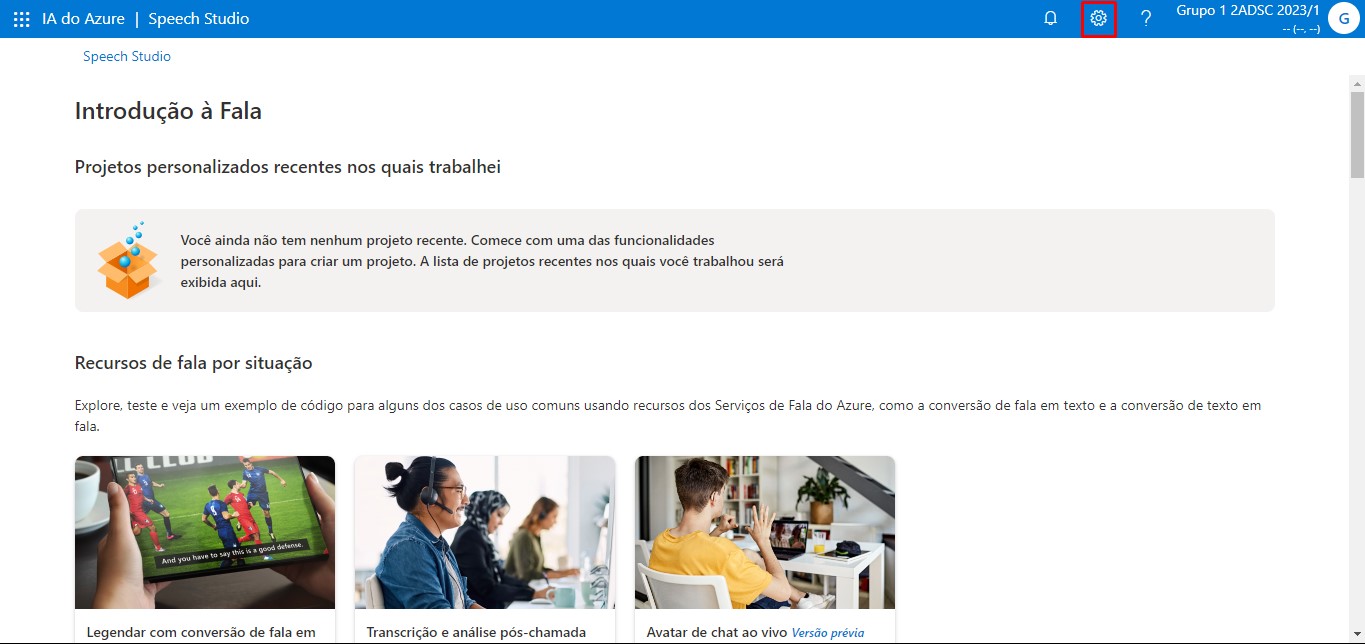 IA do Azure | Speech Studio
?
Grupo 1 2ADSC 2023/1
-- (--, --)
G
Speech Studio
Introdução à Fala
Projetos personalizados recentes nos quais trabalhei
Você ainda não tem nenhum projeto recente. Comece com uma das funcionalidades
personalizadas para criar um projeto. A lista de projetos recentes nos quais você trabalhou será
exibida aqui.
Recursos de fala por situação
Explore, teste e veja um exemplo de código para alguns dos casos de uso comuns usando recursos dos Serviços de Fala do Azure, como a conversão de fala em texto e a conversão de texto em
fala.
And you have to say this is a good defense.
Legendar com conversão de fala em
Transcrição e análise pós-chamada
Avatar de chat ao vivo Versão prévia